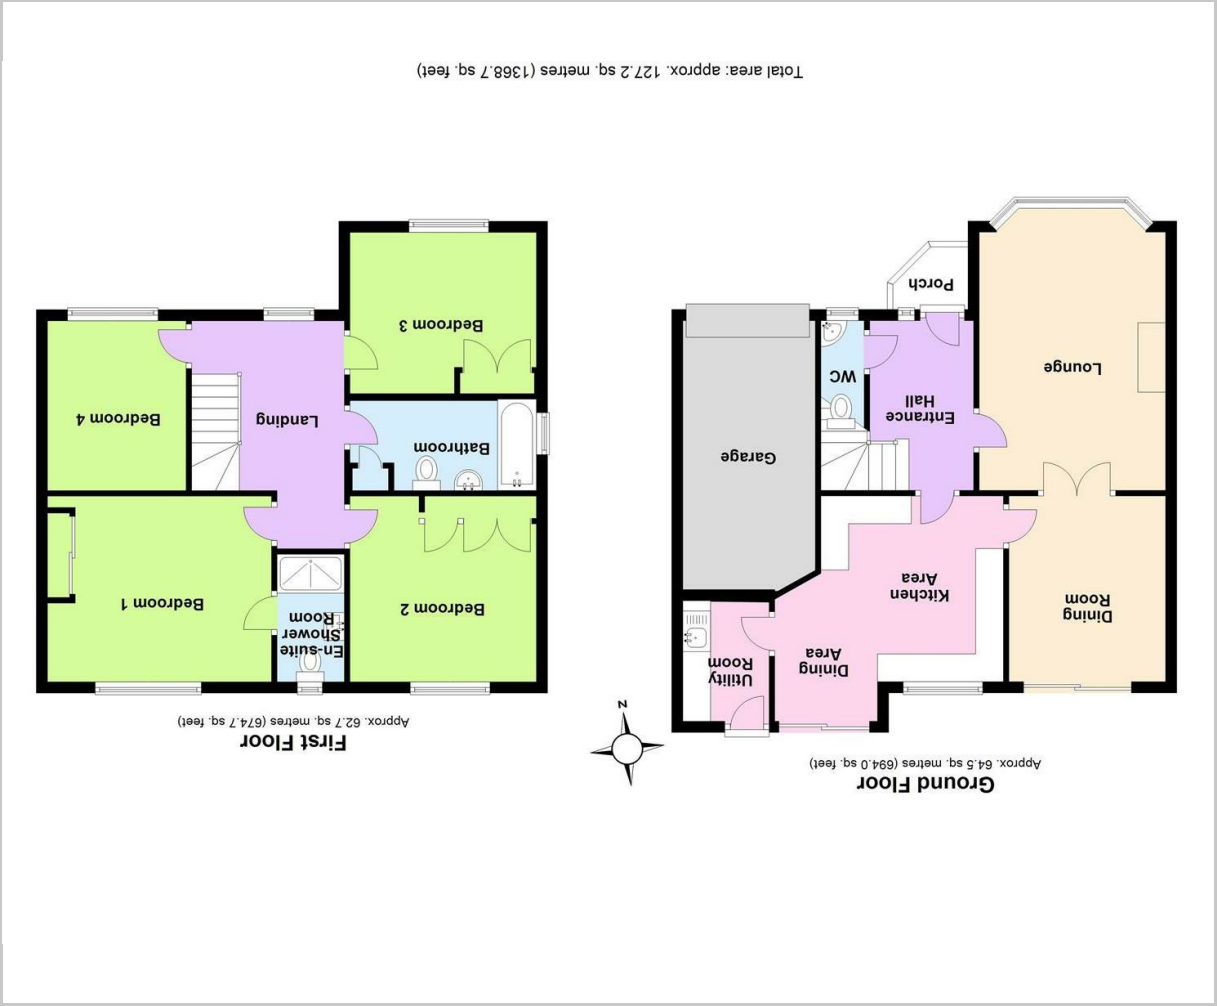 Ground Floor
Approx. 64.5 sq. metres (694.0 sq. feet)
Dining
Area
Utility
Room
Kitchen
Area
Dining
Room
Garage
Entrance
Hall
WC
Lounge
Porch
First Floor
Approx. 62.7 sq. metres (674.7 sq. feet)
Bedroom 2
En-suite
Shower
Room
Bedroom 1
Bathroom
Landing
Bedroom 4
Bedroom 3
N
Total area: approx. 127.2 sq. metres (1368.7 sq. feet)